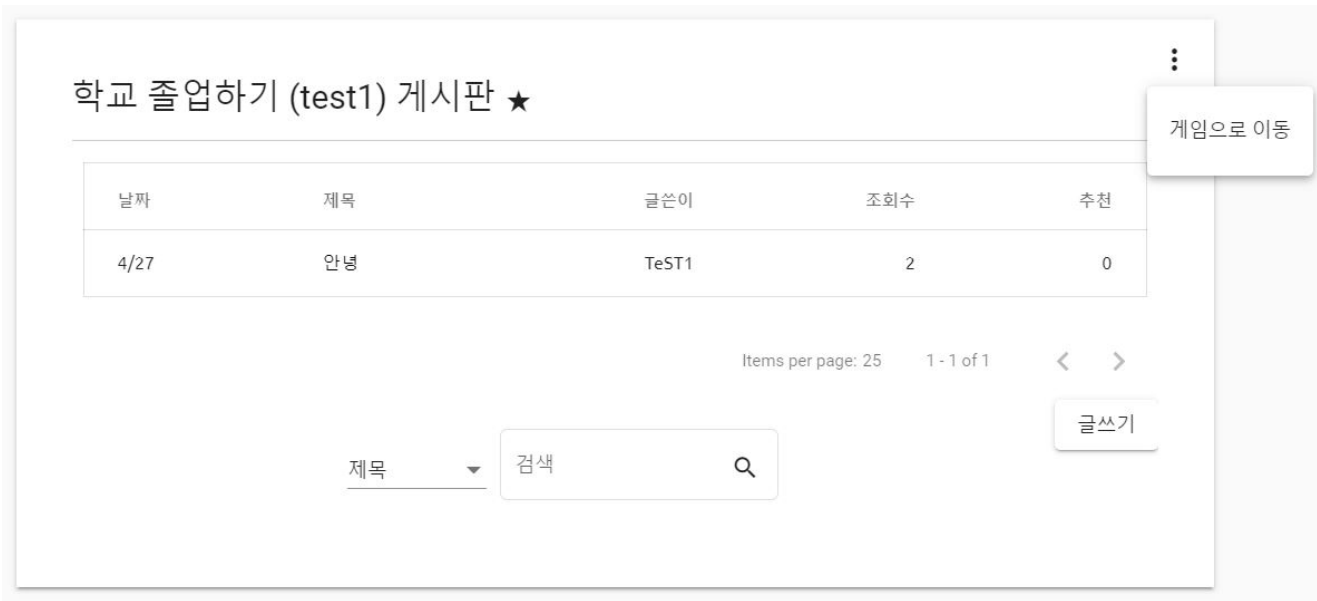 학교 졸업하기 (test1) 게시판 ★
게임으로 이동
날짜 제목 글쓴이 조회수 추천
4/27 안녕 TeST1 2 0
Items per page: 25 1 - 1 of 1
글쓰기
제목 검색